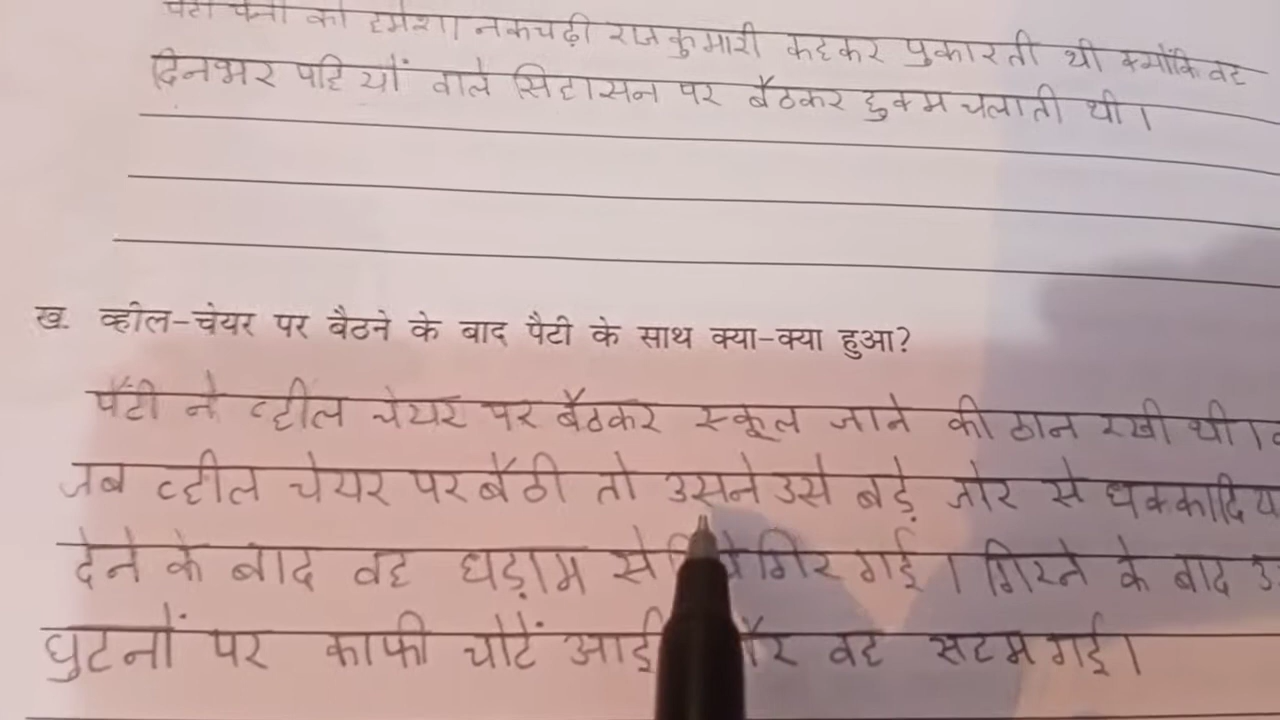 को हमेशा नकचढ़ी राजकुमारी कहकर पुकारती थी क्योंकि वह
दिनभर पहियों वाले सिहासन पर बैठकर हुकम चलाती थी।
ख. व्हील-चेयर पर बैठने के बाद पैटी के साथ क्या-क्या हुआ?
पैंटी ने व्हील चेयर पर बैठकर स्कूल जाने की ठान रखी थी।
जब व्हील चेयर पर बैठी तो उसने उसे बड़े जोर से धक्का दिय
देने के बाद वह धड़ाम से गिर गई। गिरने के बाद उ
घुटनों पर काफी चोटें आई वह सहम गई।